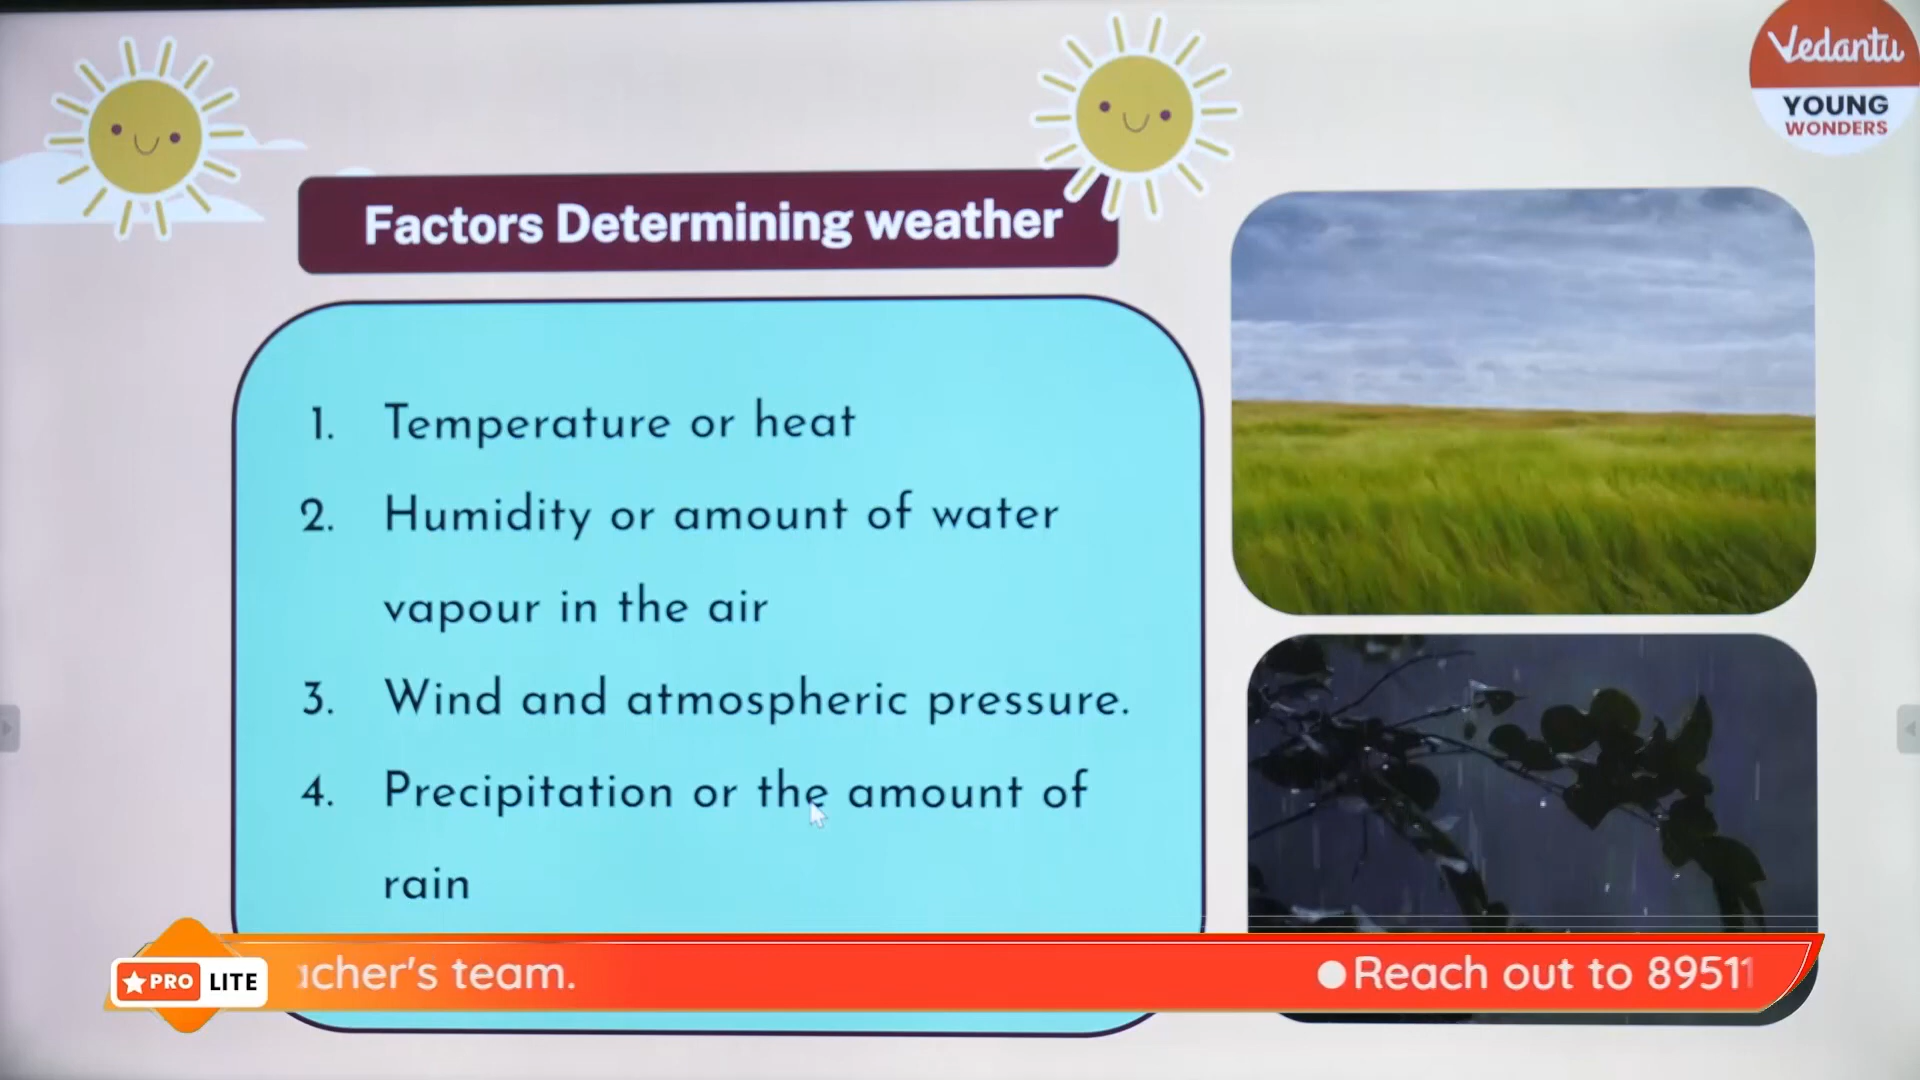 Vedantu
YOUNG
WONDERS
Factors Determining weather
1. Temperature or heat
2. Humidity or amount of water
vapour in the air
3. Wind and atmospheric pressure.
4. Precipitation or the amount of
rain
PRO LITE
acher's team.
Reach out to 8951